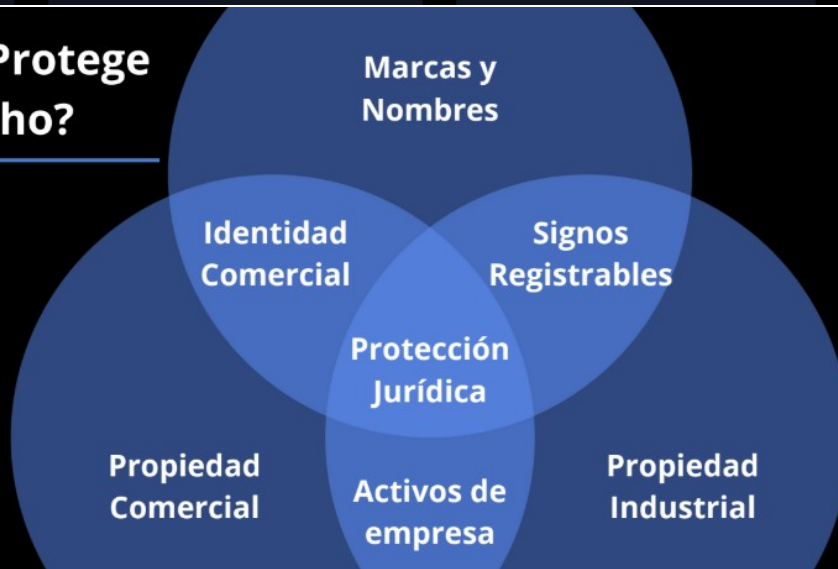 Protege
ho?
Marcas y
Nombres
Identidad
Comercial
Signos
Registrables
Protección
Jurídica
Propiedad
Comercial
Activos de
empresa
Propiedad
Industrial